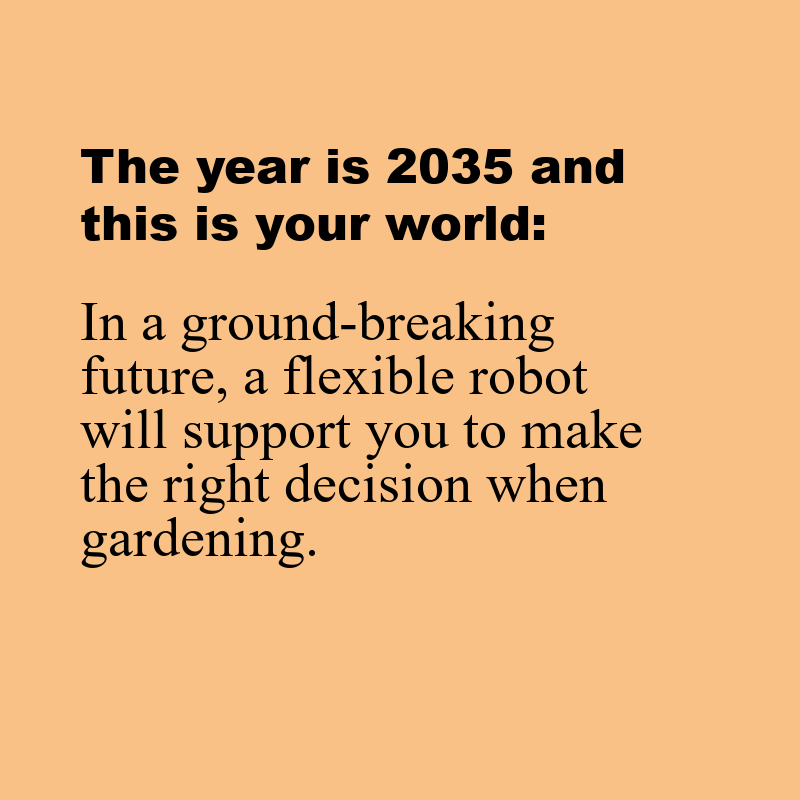 The year is 2035 and
this is your world:
In a ground-breaking
future, a flexible robot
will support you to make
the right decision when
gardening.